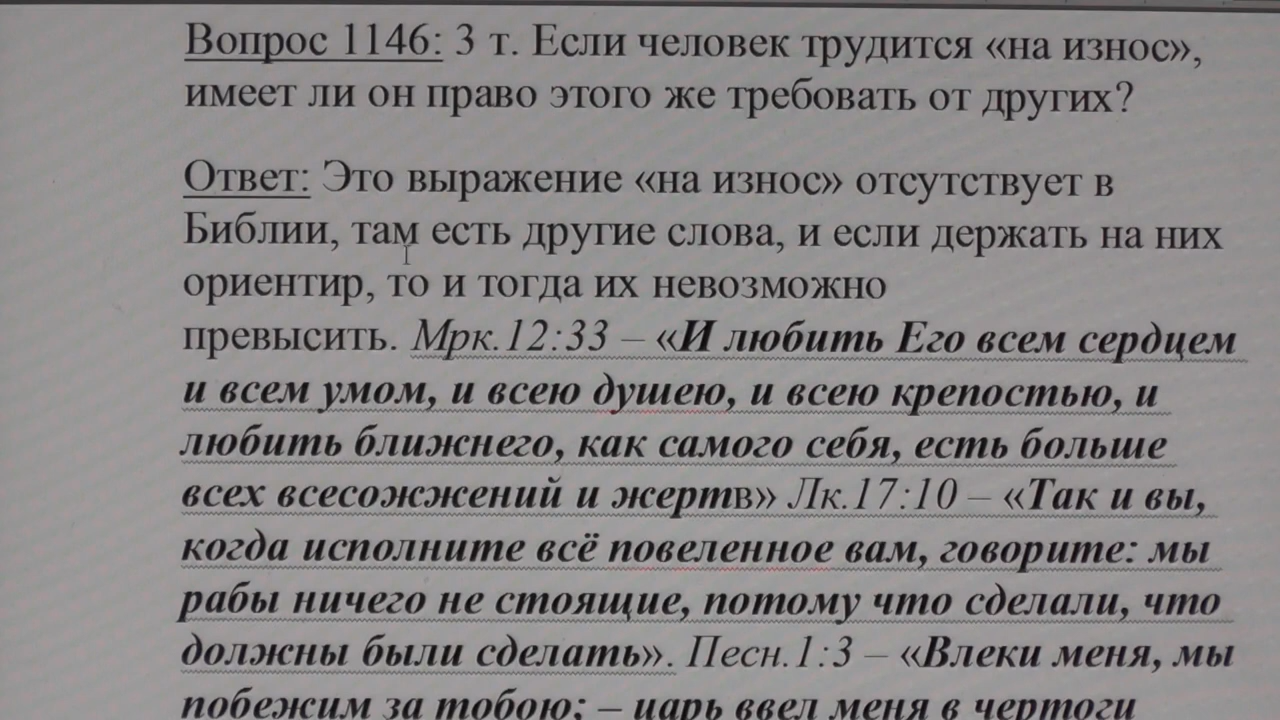 Вопрос 1146: 3 т. Если человек трудится «на износ»,
имеет ли он право этого же требовать от других?
Ответ: Это выражение «на износ» отсутствует в
Библии, там есть другие слова, и если держать на них
ориентир, то и тогда их невозможно
превысить. Мрк.12:33 – «И любить Его всем сердцем
и всем умом, и всею душею, и всею крепостью, и
любить ближнего, как самого себя, есть больше
всех всесожжений и жертв» Лк.17:10 – «Так и вы,
когда исполните всё повеленное вам, говорите: мы
рабы ничего не стоящие, потому что сделали, что
должны были сделать». Песн.1:3 – «Влеки меня, мы
побежим за тобою; – царь ввел меня в чертоги